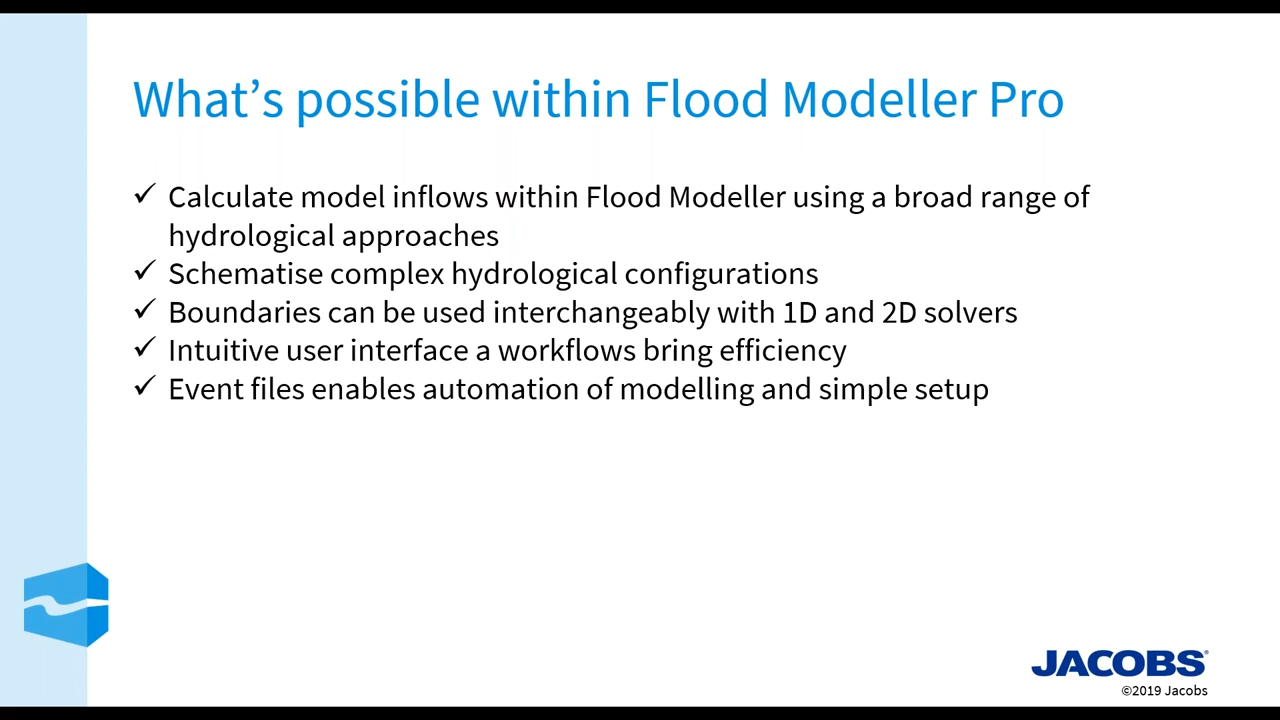 What’s possible within Flood Modeller Pro
✓ Calculate model inflows within Flood Modeller using a broad range of
hydrological approaches
✓ Schematise complex hydrological configurations
✓ Boundaries can be used interchangeably with 1D and 2D solvers
✓ Intuitive user interface a workflows bring efficiency
✓ Event files enables automation of modelling and simple setup
JACOBS®
©2019 Jacobs